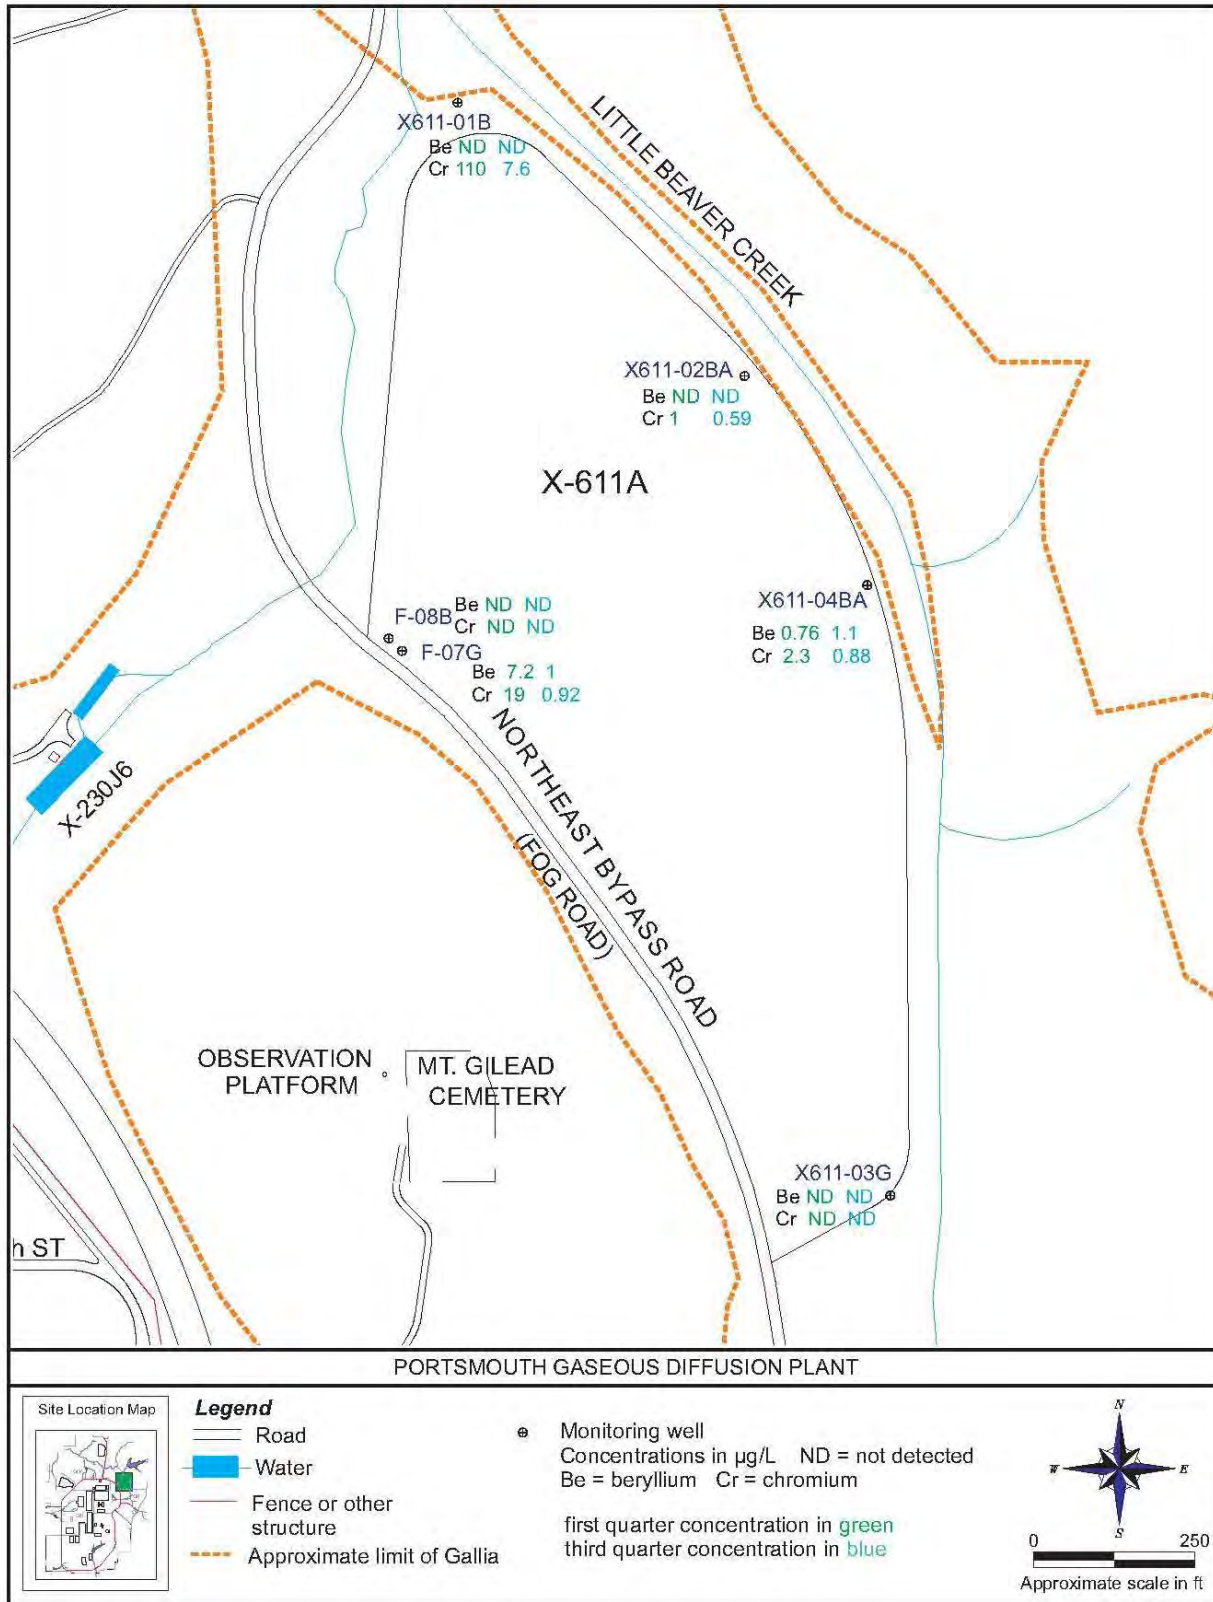 X611-01B
Be ND ND
Cr 110 7.6
LITTLE BEAVER CREEK
X611-02BA
Be ND ND
Cr 1 0.59
X-611A
X611-04BA
Be 0.76 1.1
Cr 2.3 0.88
F-08B
Be ND ND
Cr ND ND
F-07G
Be 7.2 1
Cr 19 0.92
X-230J6
NORTHEAST BYPASS ROAD
(FOG ROAD)
OBSERVATION
PLATFORM
MT. GILEAD
CEMETERY
X611-03G
Be ND ND
Cr ND ND
h ST
PORTSMOUTH GASEOUS DIFFUSION PLANT
Site Location Map
Legend
Road
Water
Fence or other
structure
Approximate limit of Gallia
Monitoring well
Concentrations in µg/L ND = not detected
Be = beryllium Cr = chromium
first quarter concentration in green
third quarter concentration in blue
N
W
E
S
0 250
Approximate scale in ft